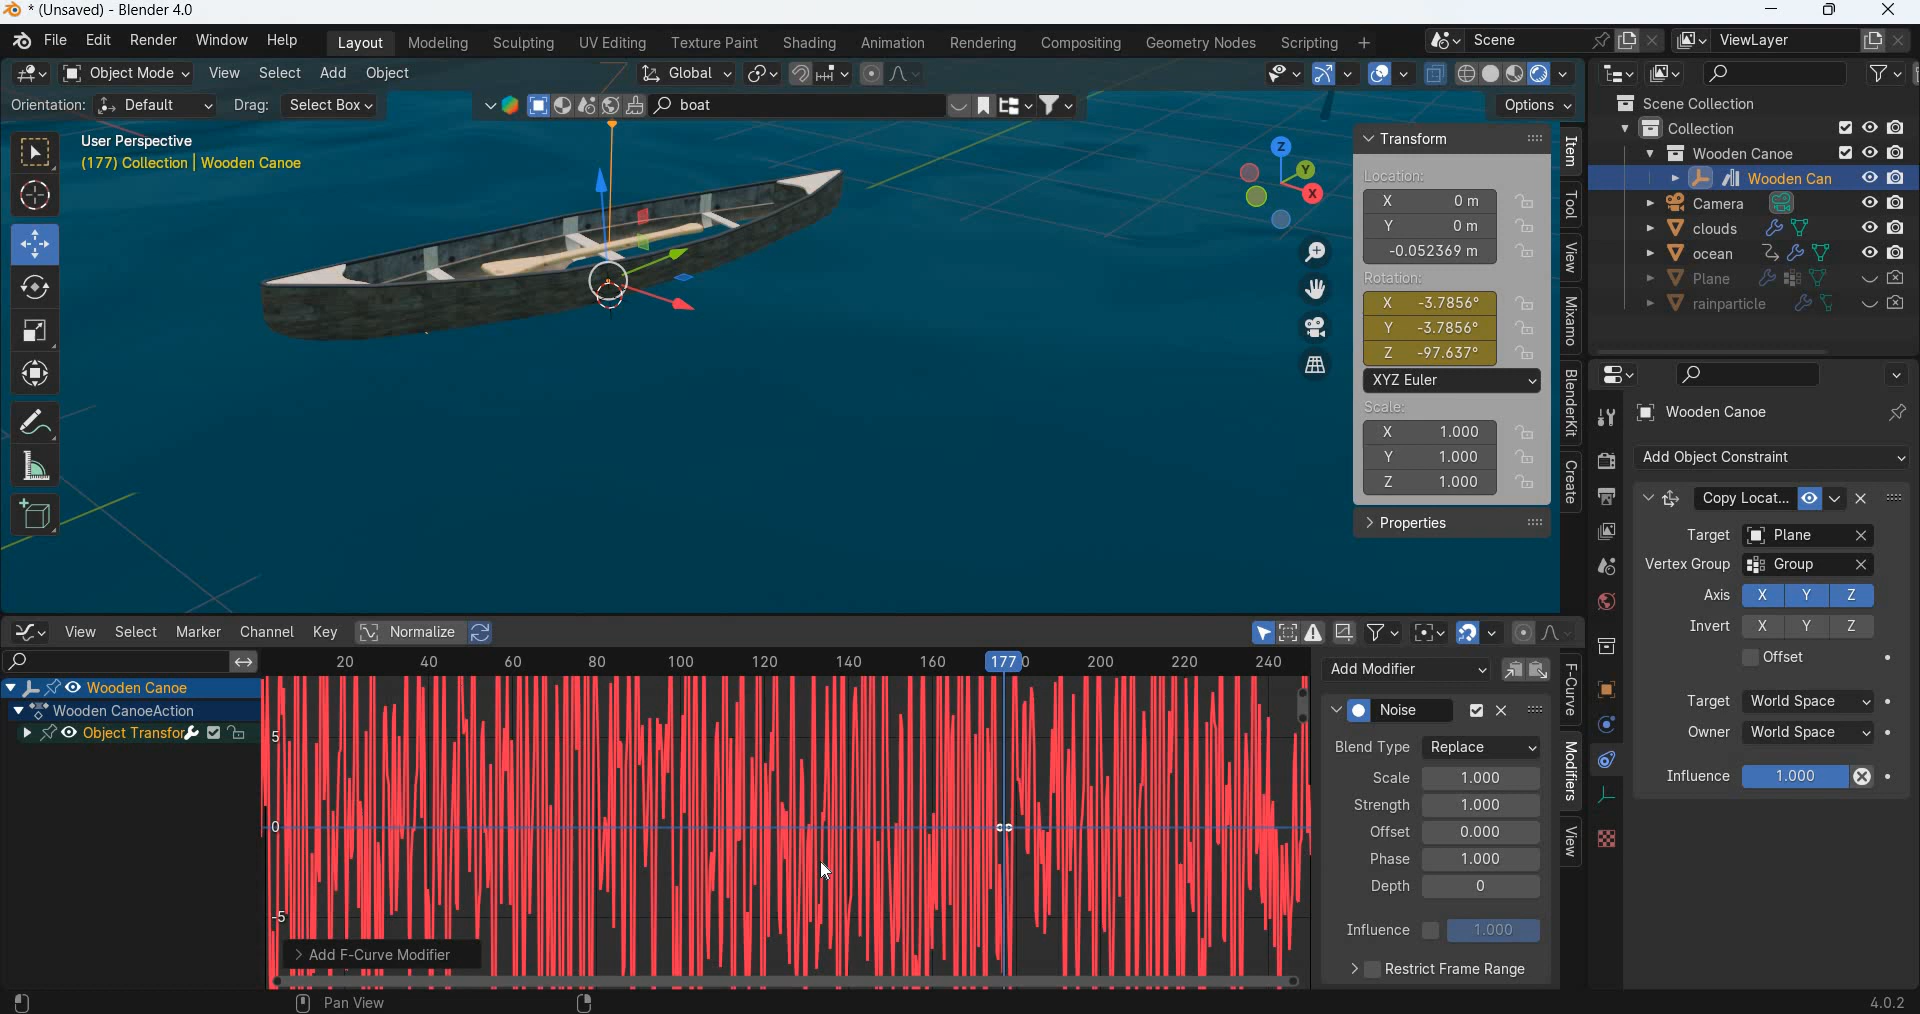 * (Unsaved) - Blender 4.0
File Edit Render Window Help Layout Modeling Sculpting UV Editing Texture Paint Shading Animation Rendering Compositing Geometry Nodes Scripting Scene ViewLayer
Object Mode View Select Add Object Global
Orientation: Default Drag: Select Box boat Options
User Perspective
(177) Collection | Wooden Canoe
Z
Y
X
Transform
Location:
X 0 m
Y 0 m
-0.052369 m
Rotation:
X -3.7856°
Y -3.7856°
Z -97.637°
XYZ Euler
Scale:
X 1.000
Y 1.000
Z 1.000
Properties
Item
Tool
View
Mixamo
BlenderKit
Create
Scene Collection
Collection
Wooden Canoe
Wooden Can
Camera
clouds
ocean
Plane
rainparticle
Wooden Canoe
Add Object Constraint
Copy Locat...
Target Plane
Vertex Group Group
Axis X Y Z
Invert X Y Z
Offset
Target World Space
Owner World Space
Influence 1.000
View Select Marker Channel Key Normalize
20 40 60 80 100 120 140 160 177 0 200 220 240
Wooden Canoe
Wooden CanoeAction
Object Transfor
5
0
-5
Add F-Curve Modifier
Add Modifier
Noise
Blend Type Replace
Scale 1.000
Strength 1.000
Offset 0.000
Phase 1.000
Depth 0
Influence 1.000
Restrict Frame Range
F-Curve
Modifiers
View
Pan View
4.0.2